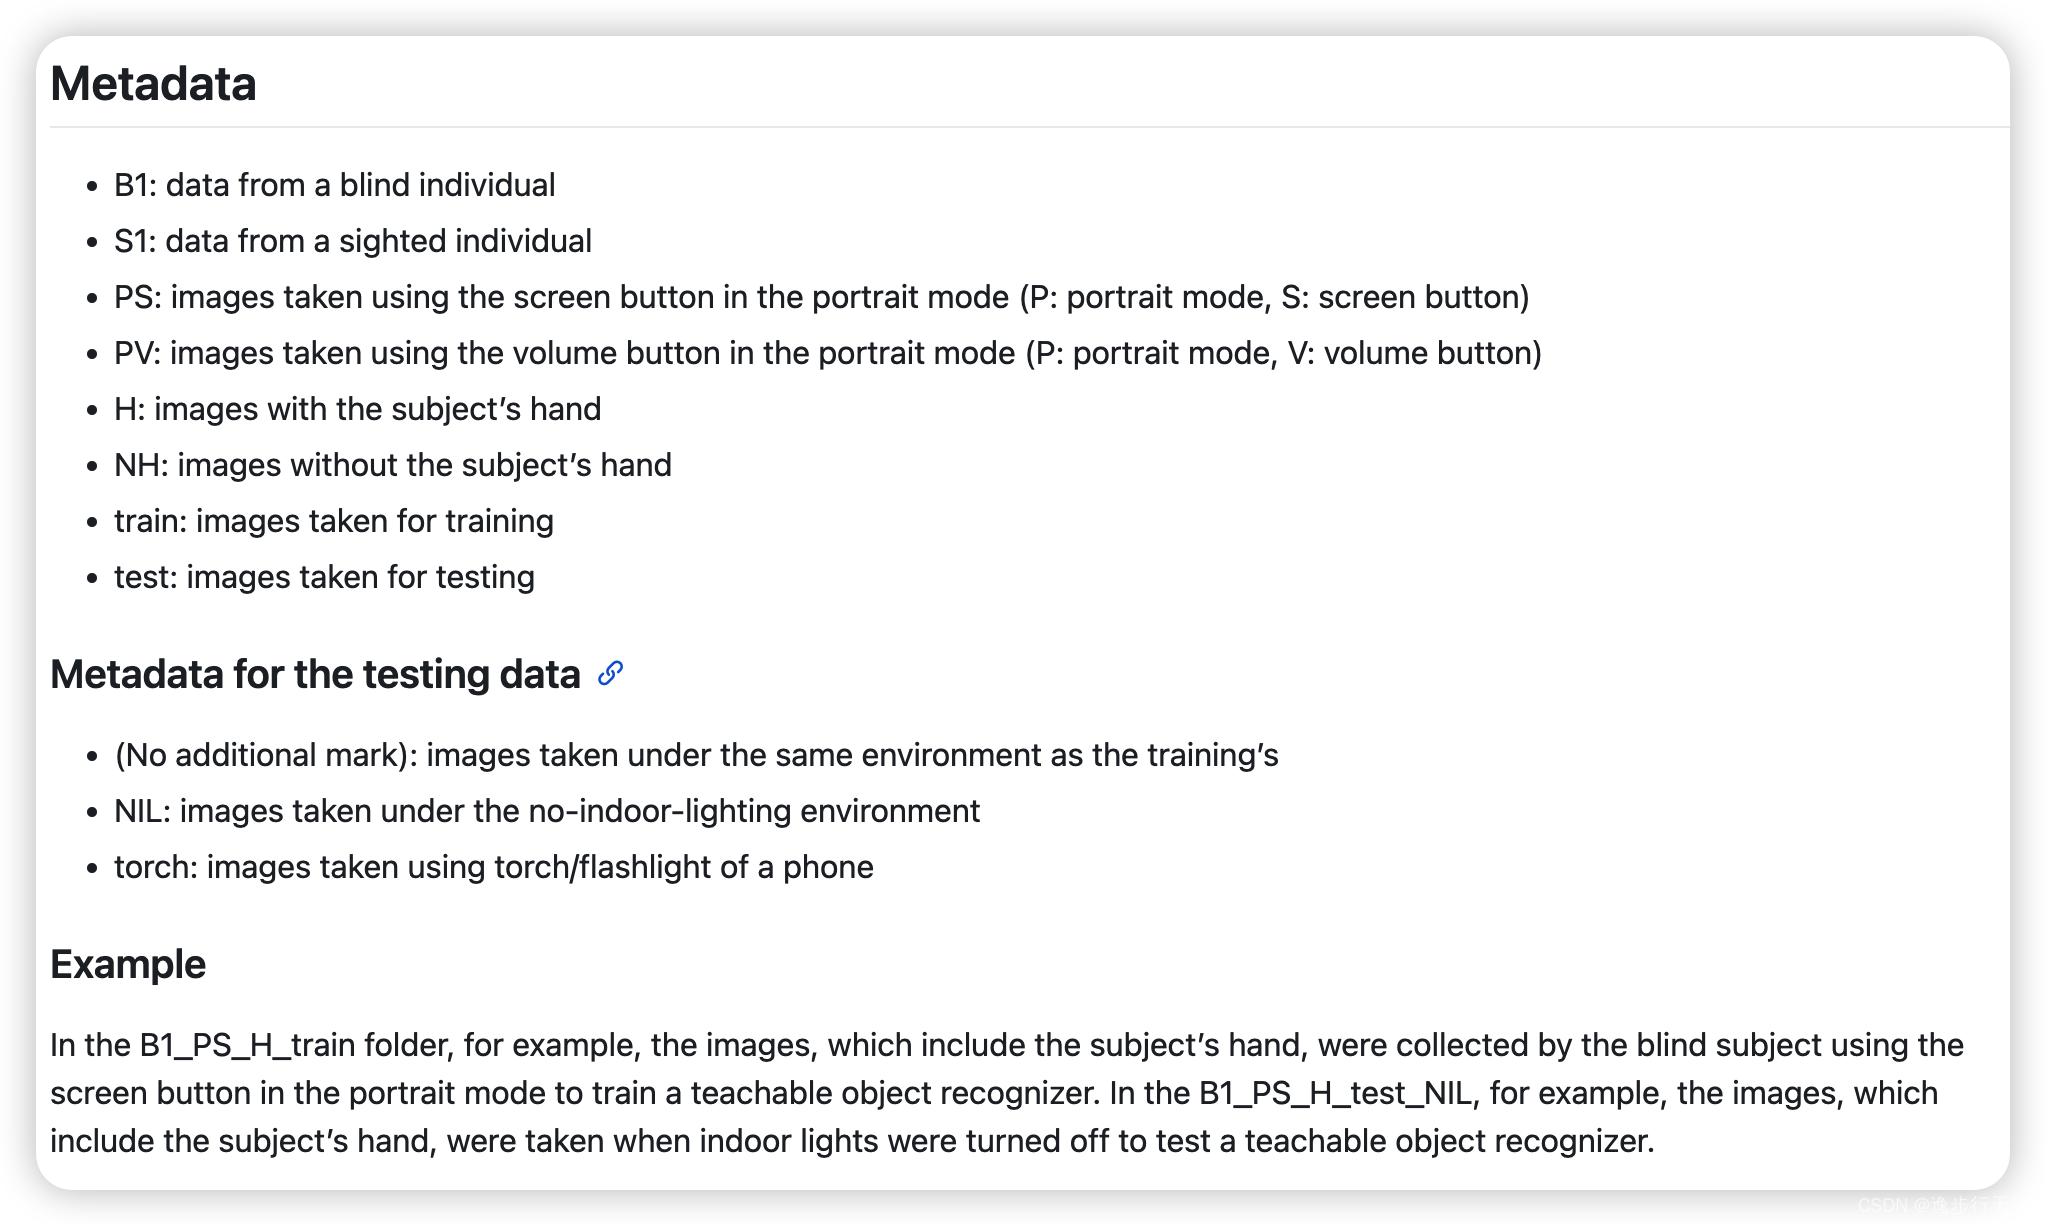 Metadata
B1: data from a blind individual
S1: data from a sighted individual
PS: images taken using the screen button in the portrait mode (P: portrait mode, S: screen button)
PV: images taken using the volume button in the portrait mode (P: portrait mode, V: volume button)
H: images with the subject’s hand
NH: images without the subject’s hand
train: images taken for training
test: images taken for testing
Metadata for the testing data
(No additional mark): images taken under the same environment as the training’s
NIL: images taken under the no-indoor-lighting environment
torch: images taken using torch/flashlight of a phone
Example
In the B1_PS_H_train folder, for example, the images, which include the subject’s hand, were collected by the blind subject using the
screen button in the portrait mode to train a teachable object recognizer. In the B1_PS_H_test_NIL, for example, the images, which
include the subject’s hand, were taken when indoor lights were turned off to test a teachable object recognizer.
CSDN